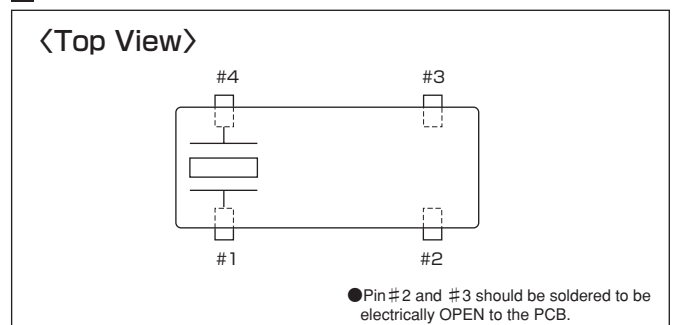 〈Top View〉
#4 #3
#1 #2
●Pin♯2 and ♯3 should be soldered to be
electrically OPEN to the PCB.